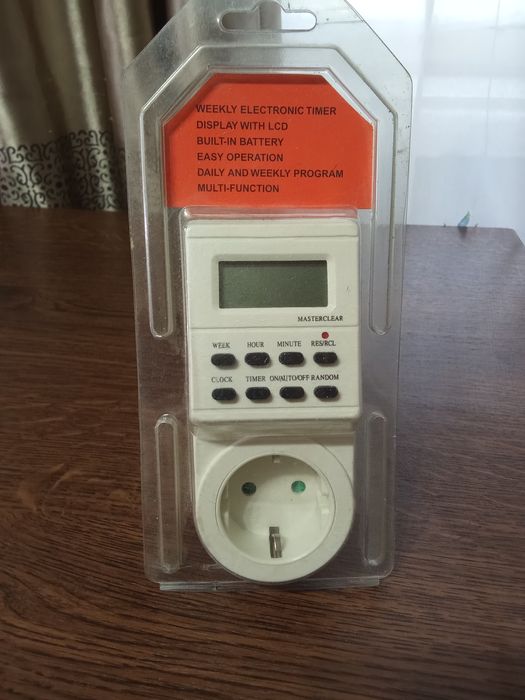 WEEKLY ELECTRONIC TIMER
DISPLAY WITH LCD
BUILT-IN BATTERY
EASY OPERATION
DAILY AND WEEKLY PROGRAM
MULTI-FUNCTION
MASTERCLEAR
WEEK HOUR MINUTE RES/RCL
CLOCK TIMER ON/AUTO/OFF RANDOM